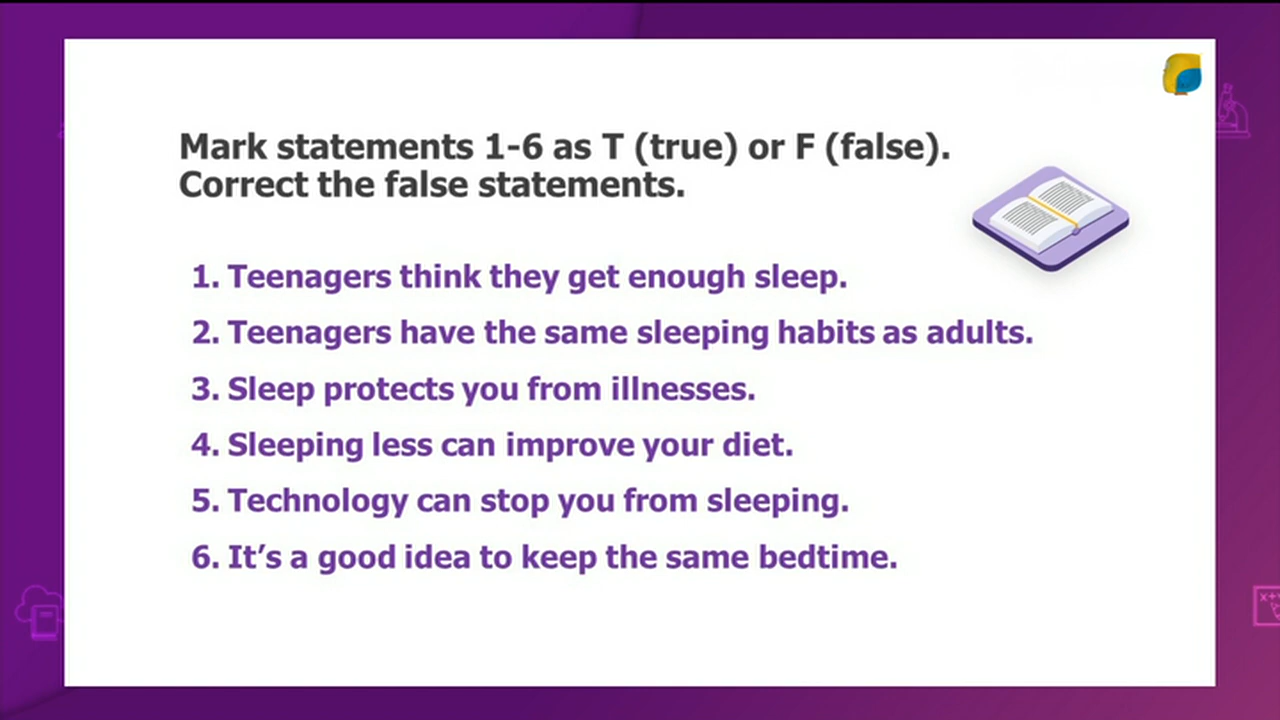 Mark statements 1-6 as T (true) or F (false).
Correct the false statements.
1. Teenagers think they get enough sleep.
2. Teenagers have the same sleeping habits as adults.
3. Sleep protects you from illnesses.
4. Sleeping less can improve your diet.
5. Technology can stop you from sleeping.
6. It’s a good idea to keep the same bedtime.